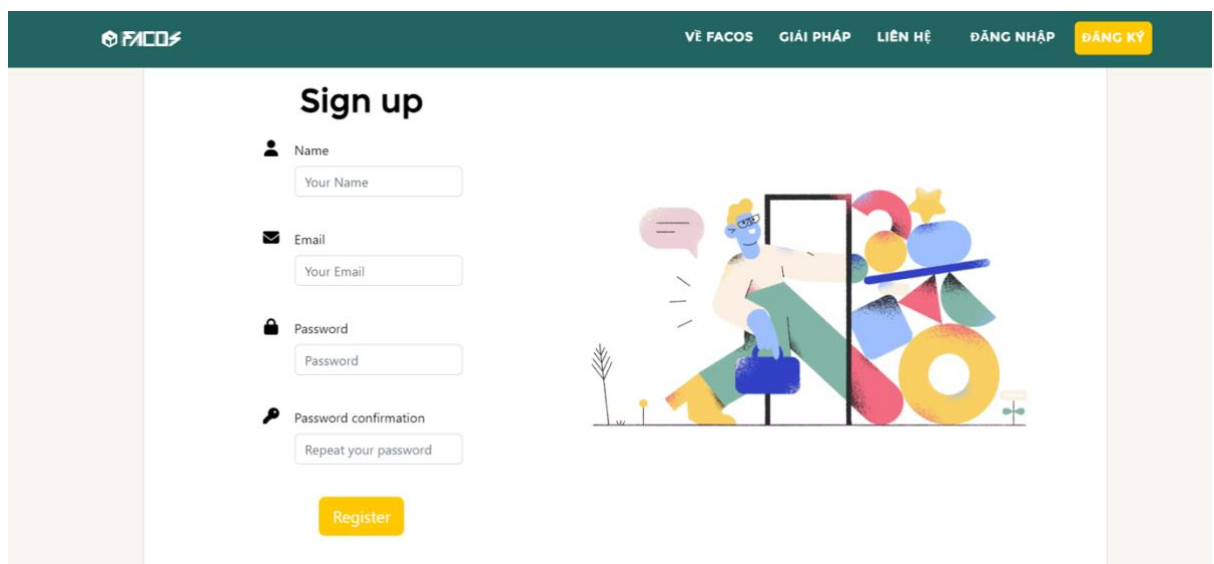 FACOS
VỀ FACOS GIẢI PHÁP LIÊN HỆ ĐĂNG NHẬP ĐĂNG KÝ
Sign up
Name
Your Name
Email
Your Email
Password
Password
Password confirmation
Repeat your password
Register